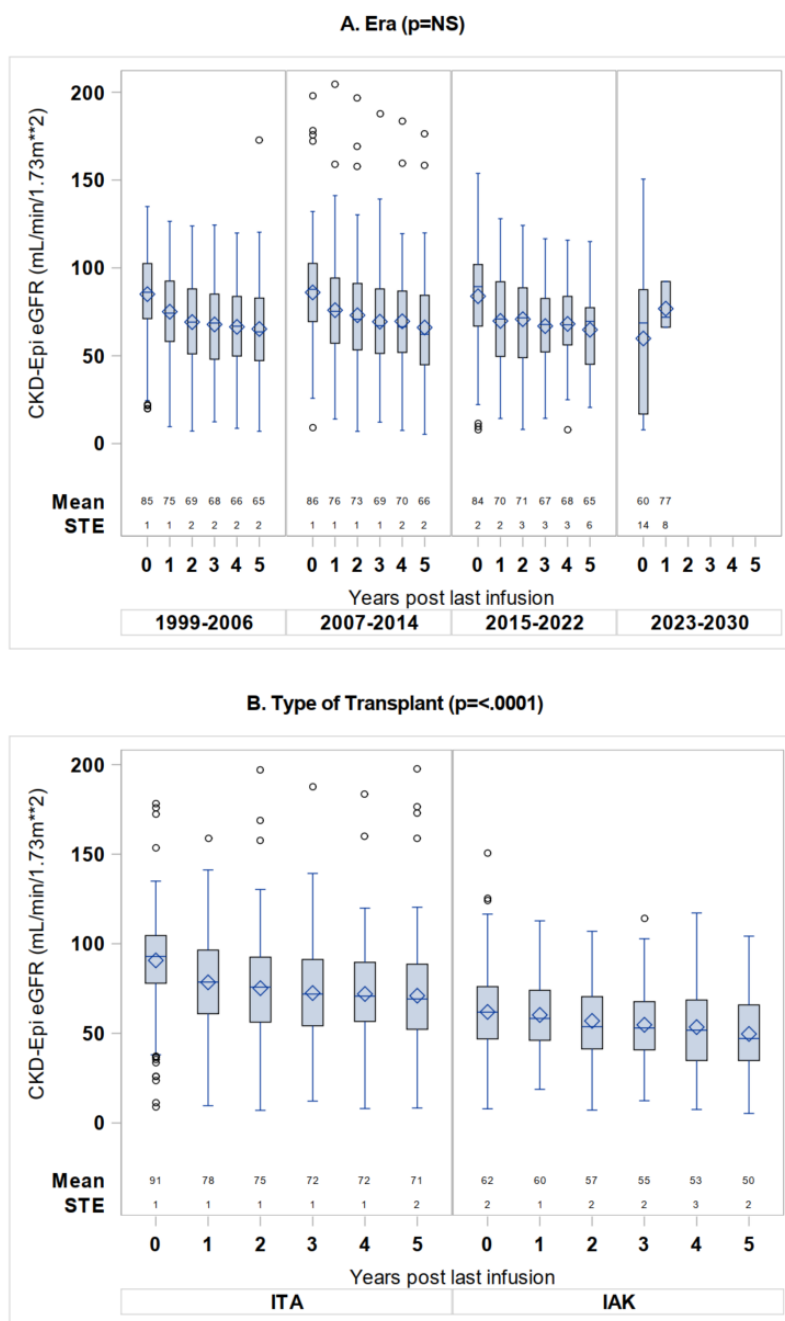 A. Era (p=NS)
CKD-Epi eGFR (mL/min/1.73m**2)
200
150
100
50
0
Mean 85 75 69 68 66 65 86 76 73 69 70 66 84 70 71 67 68 65 60 77
STE 1 1 2 2 2 2 1 1 1 1 2 2 2 2 3 3 3 6 14 8
0 1 2 3 4 5 0 1 2 3 4 5 0 1 2 3 4 5 0 1 2 3 4 5
Years post last infusion
1999-2006 2007-2014 2015-2022 2023-2030
B. Type of Transplant (p=<.0001)
CKD-Epi eGFR (mL/min/1.73m**2)
200
150
100
50
0
Mean 91 78 75 72 72 71 62 60 57 55 53 50
STE 1 1 1 1 1 2 2 1 2 2 3 2
0 1 2 3 4 5 0 1 2 3 4 5
Years post last infusion
ITA IAK